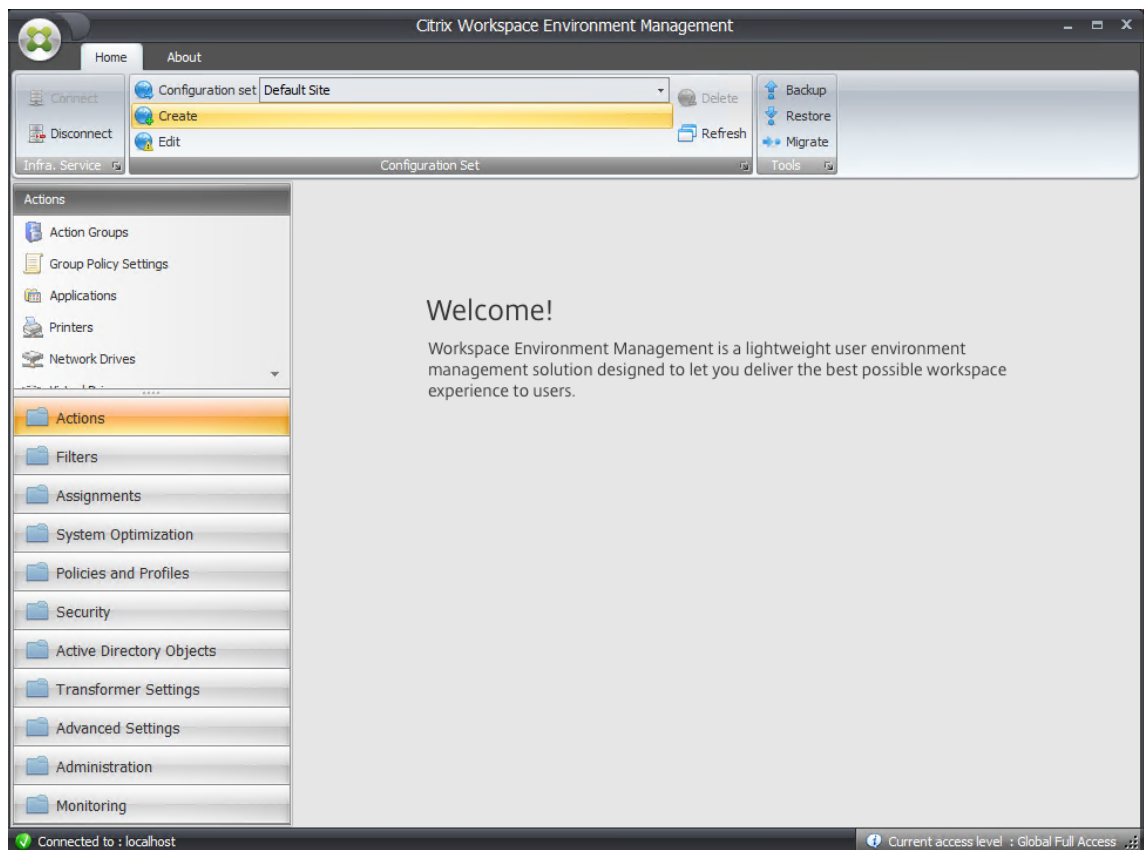 Citrix Workspace Environment Management
Home About
Connect
Disconnect
Infra. Service
Configuration set Default Site
Create
Edit
Delete
Refresh
Configuration Set
Backup
Restore
Migrate
Tools
Actions
Action Groups
Group Policy Settings
Applications
Printers
Network Drives
Actions
Filters
Assignments
System Optimization
Policies and Profiles
Security
Active Directory Objects
Transformer Settings
Advanced Settings
Administration
Monitoring
Welcome!
Workspace Environment Management is a lightweight user environment
management solution designed to let you deliver the best possible workspace
experience to users.
Connected to : localhost
Current access level : Global Full Access